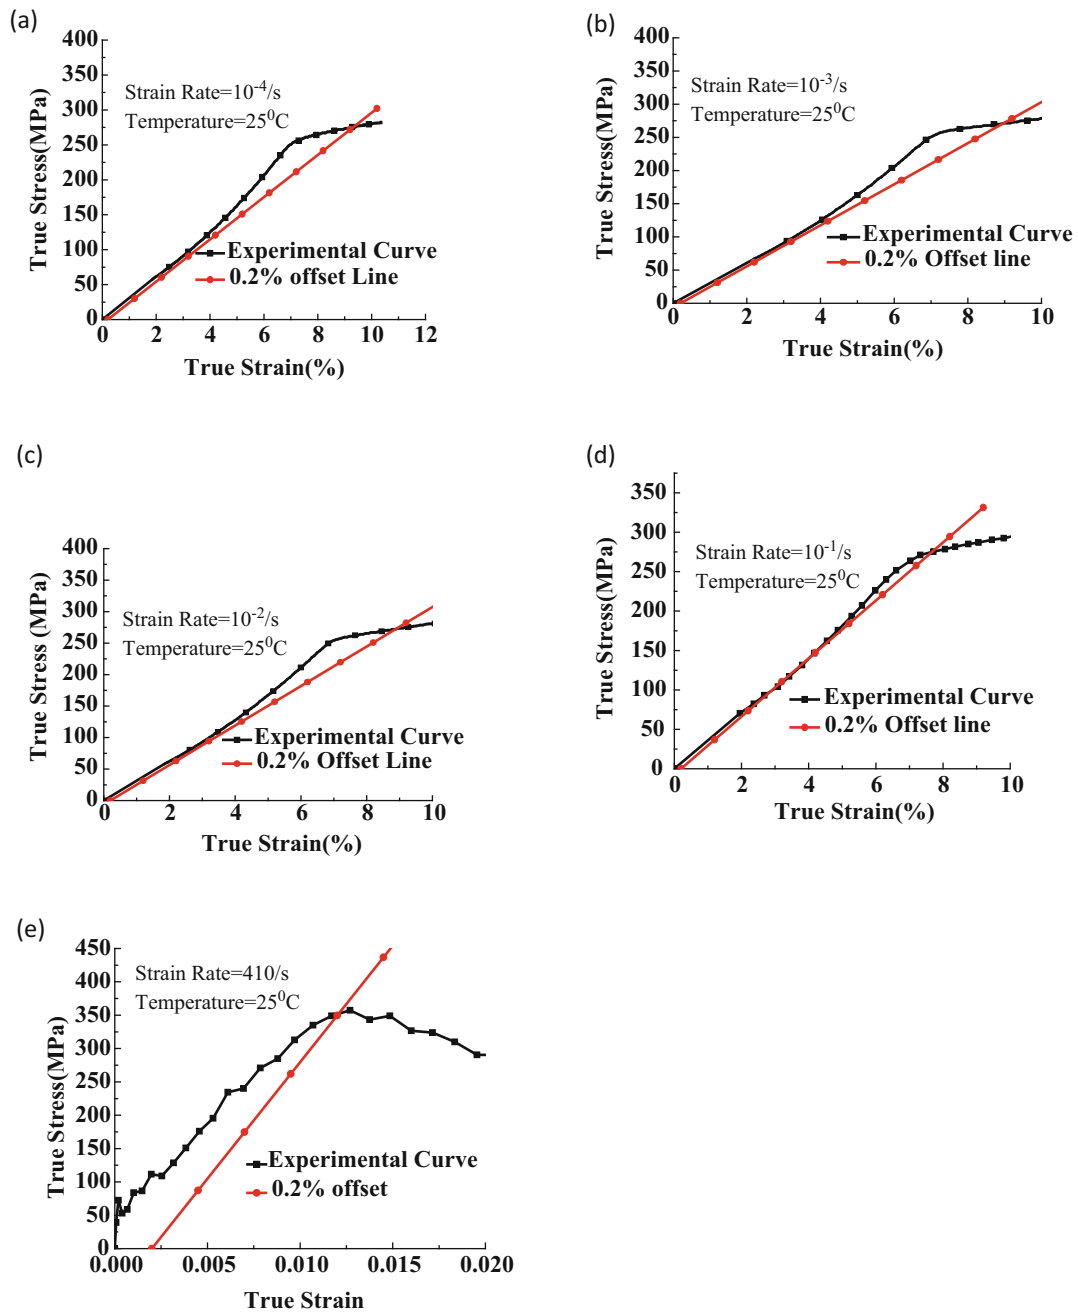 (a)
400
350
300
250
200
150
100
50
0
True Stress(MPa)
Strain Rate=10⁻⁴/s
Temperature=25⁰C
Experimental Curve
0.2% offset Line
0 2 4 6 8 10 12
True Strain(%)
(b)
400
350
300
250
200
150
100
50
0
True Stress(MPa)
Strain Rate=10⁻³/s
Temperature=25⁰C
Experimental Curve
0.2% Offset line
0 2 4 6 8 10
True Strain(%)
(c)
400
350
300
250
200
150
100
50
0
True Stress (MPa)
Strain Rate=10⁻²/s
Temperature=25⁰C
Experimental Curve
0.2% Offset Line
0 2 4 6 8 10
True Strain(%)
(d)
350
300
250
200
150
100
50
0
True Stress(MPa)
Strain Rate=10⁻¹/s
Temperature=25⁰C
Experimental Curve
0.2% Offset line
0 2 4 6 8 10
True Strain(%)
(e)
450
400
350
300
250
200
150
100
50
0
True Stress(MPa)
Strain Rate=410/s
Temperature=25⁰C
Experimental Curve
0.2% offset
0.000 0.005 0.010 0.015 0.020
True Strain